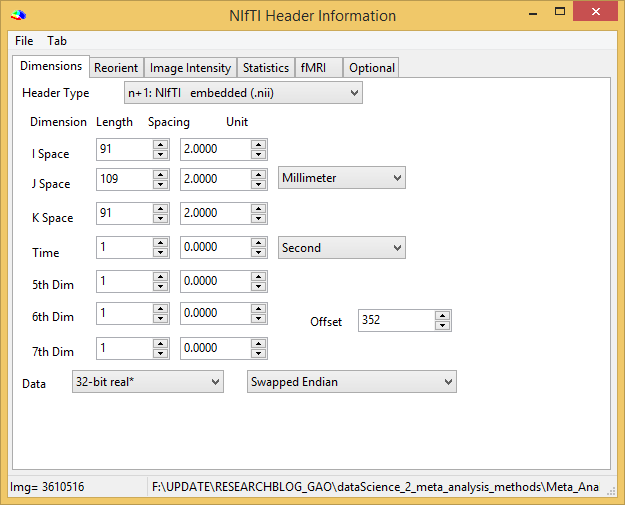 NIfTI Header Information
File Tab
Dimensions Reorient Image Intensity Statistics fMRI Optional
Header Type n+1: NIfTI embedded (.nii)
Dimension Length Spacing Unit
I Space 91 2.0000
J Space 109 2.0000 Millimeter
K Space 91 2.0000
Time 1 0.0000 Second
5th Dim 1 0.0000
6th Dim 1 0.0000 Offset 352
7th Dim 1 0.0000
Data 32-bit real* Swapped Endian
Img= 3610516 F:\UPDATE\RESEARCHBLOG_GAO\dataScience_2_meta_analysis_methods\Meta_Ana